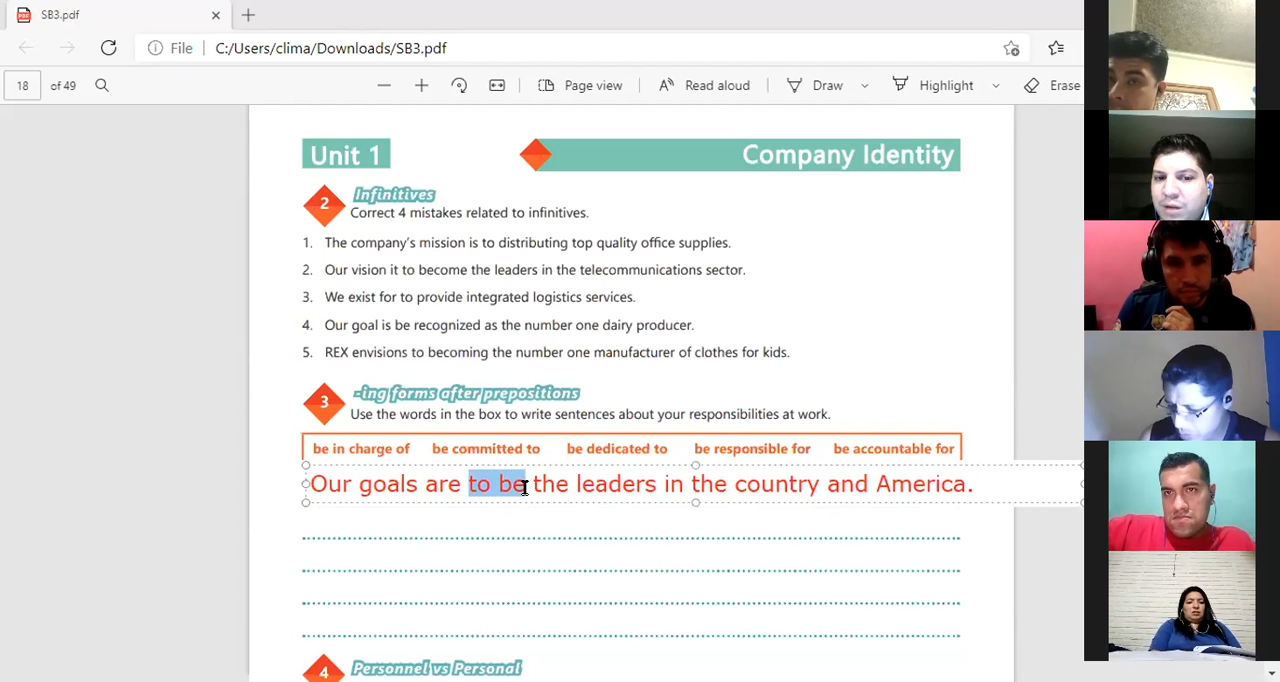 SB3.pdf
File C:/Users/clima/Downloads/SB3.pdf
18 of 49 Page view Read aloud Draw Highlight Erase
Unit 1 Company Identity
2 Infinitives
Correct 4 mistakes related to infinitives.
1. The company's mission is to distributing top quality office supplies.
2. Our vision it to become the leaders in the telecommunications sector.
3. We exist for to provide integrated logistics services.
4. Our goal is be recognized as the number one dairy producer.
5. REX envisions to becoming the number one manufacturer of clothes for kids.
3 -ing forms after prepositions
Use the words in the box to write sentences about your responsibilities at work.
be in charge of be committed to be dedicated to be responsible for be accountable for
Our goals are to be the leaders in the country and America.
4 Personnel vs Personal